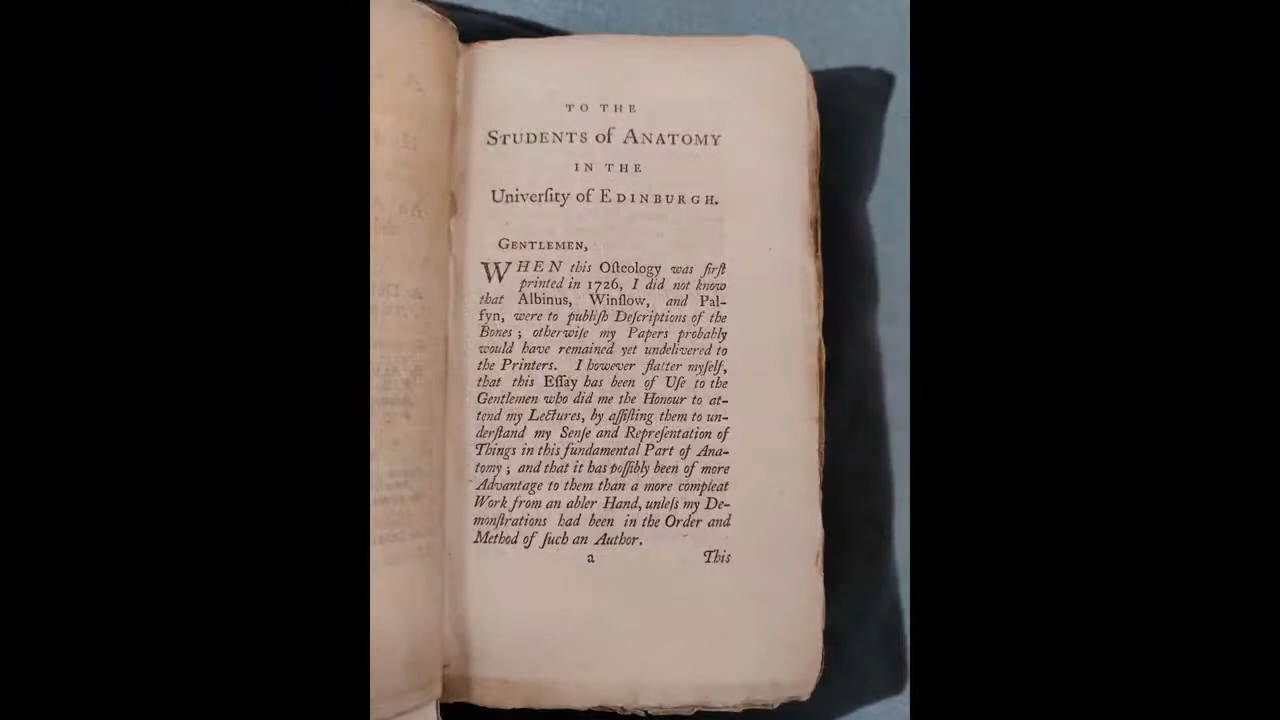 TO THE
STUDENTS of ANATOMY
IN THE
Univerſity of EDINBURGH.
GENTLEMEN,
WHEN this Oſteology was firſt
printed in 1726, I did not know
that Albinus, Winſlow, and Pal-
fyn, were to publiſh Deſcriptions of the
Bones; otherwiſe my Papers probably
would have remained yet undelivered to
the Printers. I however flatter myſelf,
that this Eſſay has been of Uſe to the
Gentlemen who did me the Honour to at-
tend my Lectures, by aſſiſting them to un-
derſtand my Senſe and Repreſentation of
Things in this fundamental Part of Ana-
tomy; and that it has poſſibly been of more
Advantage to them than a more compleat
Work from an abler Hand, unleſs my De-
monſtrations had been in the Order and
Method of ſuch an Author.
a This